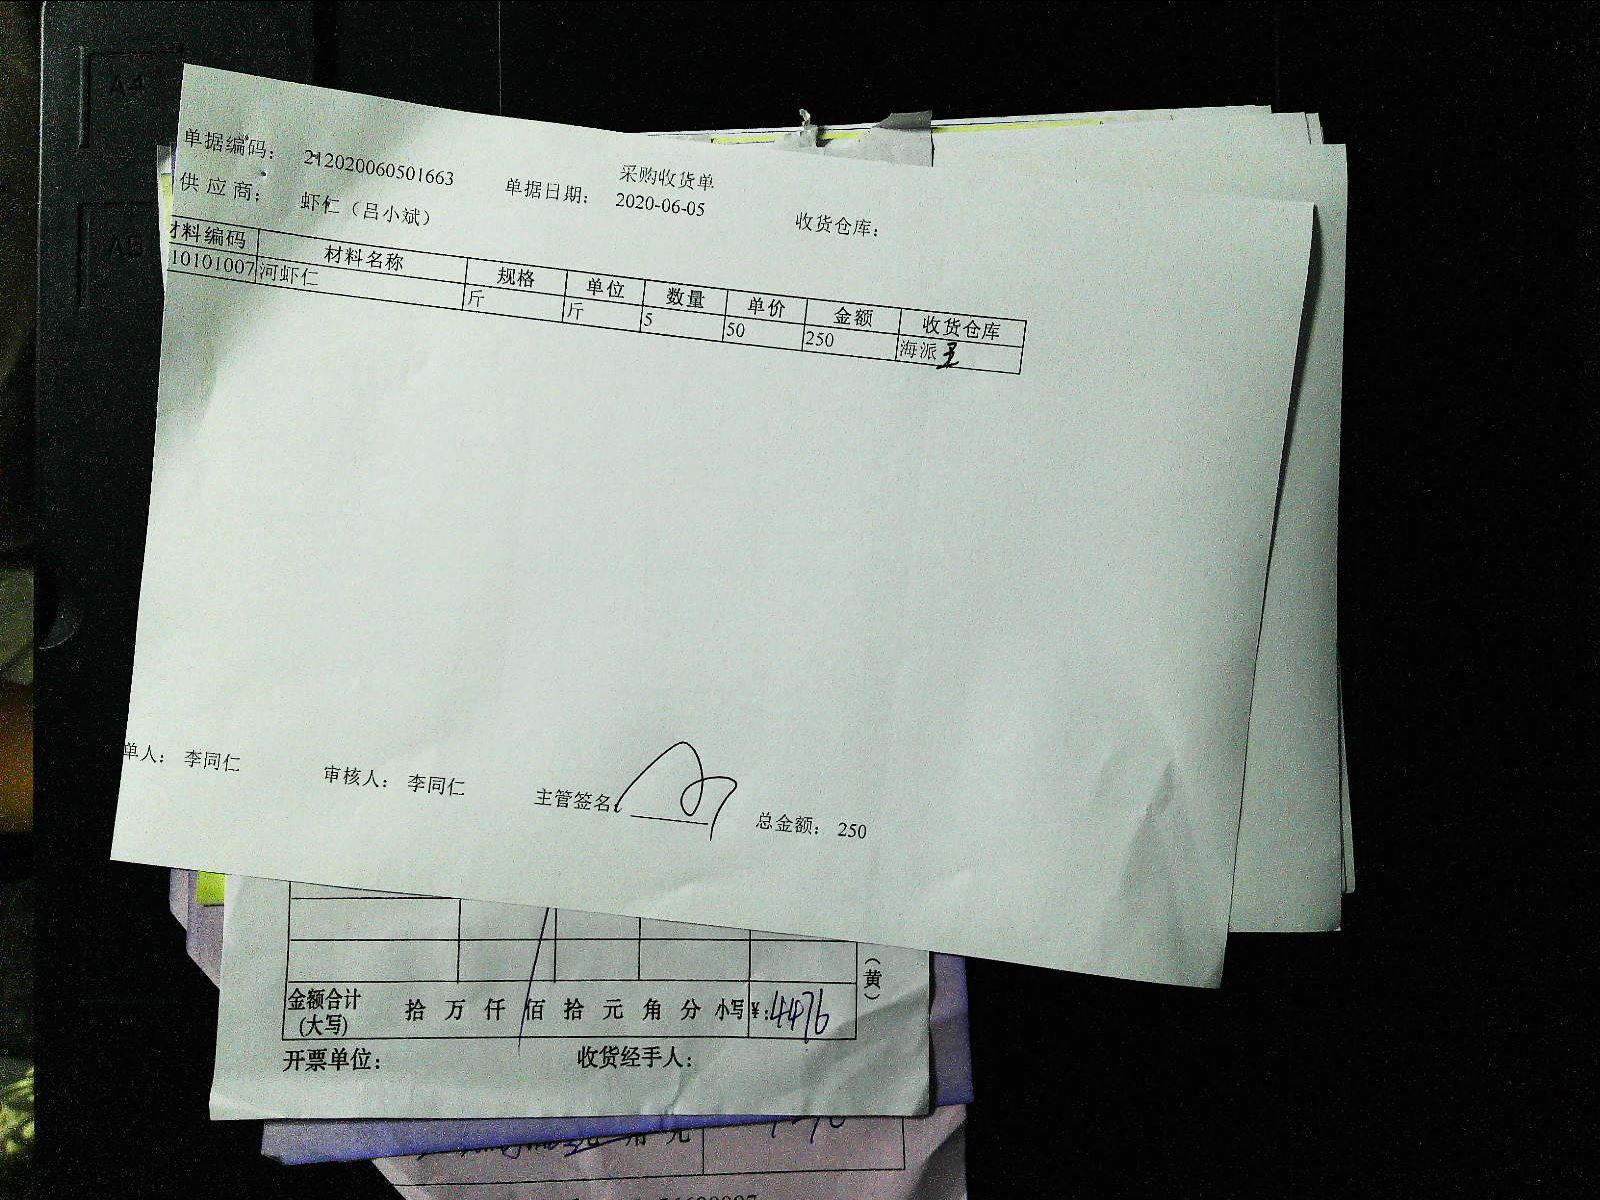 A4
A5
采购收货单
单据编码： 212020060501663 单据日期： 2020-06-05 收货仓库：
供应商： 虾仁（吕小斌）
材料编码 材料名称 规格 单位 数量 单价 金额 收货仓库
10101007 河虾仁 斤 斤 5 50 250 海派
单人： 李同仁 审核人： 李同仁 主管签名： 总金额： 250
（黄）
金额合计(大写) 拾 万 仟 佰 拾 元 角 分 小写 ¥:4476
开票单位： 收货经手人：